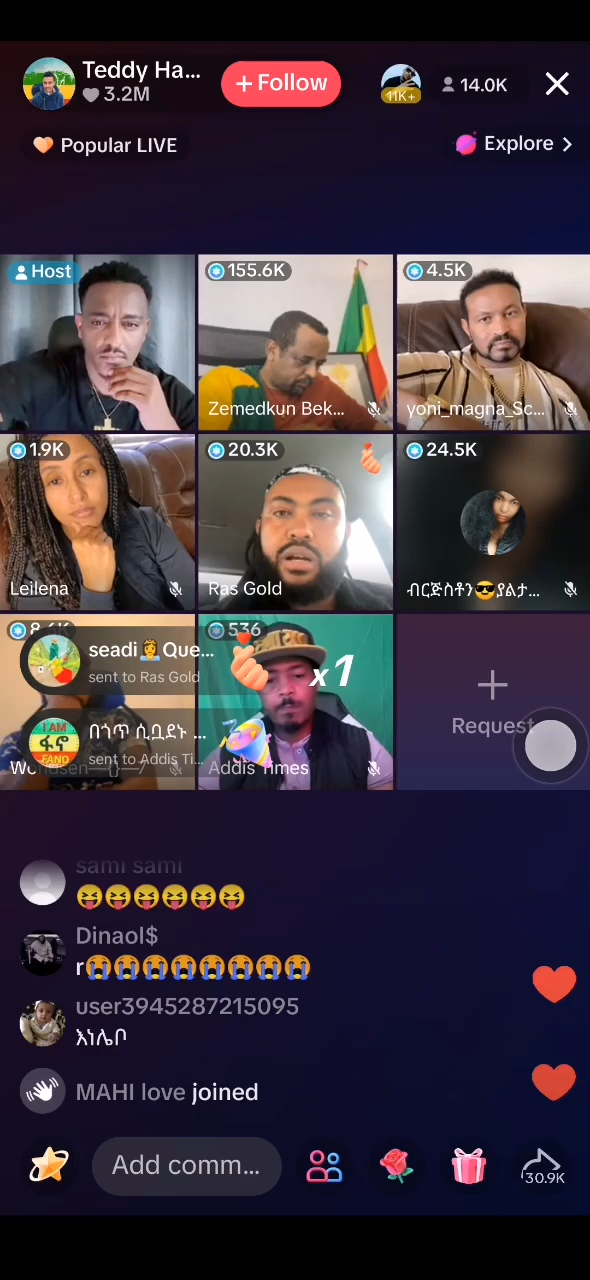 Teddy Ha...
3.2M
+ Follow
11K+
14.0K
Popular LIVE
Explore >
Host
155.6K
4.5K
Zemedkun Bek...
yoni_magna_Sc...
1.9K
20.3K
24.5K
Leilena
Ras Gold
ብርጅስቶን😎ያልታ...
536
seadi👸Que...
sent to Ras Gold
x1
I AM
ፋኖ
FANO
በጎጥ ሲቧደኑ ...
sent to Addis Ti...
Addis Times
Request
sami sami
😝😝😝😝😝😝
Dinaol$
r😭😭😭😭😭😭😭😭
user3945287215095
እነሌቦ
MAHI love joined
Add comm...
30.9K